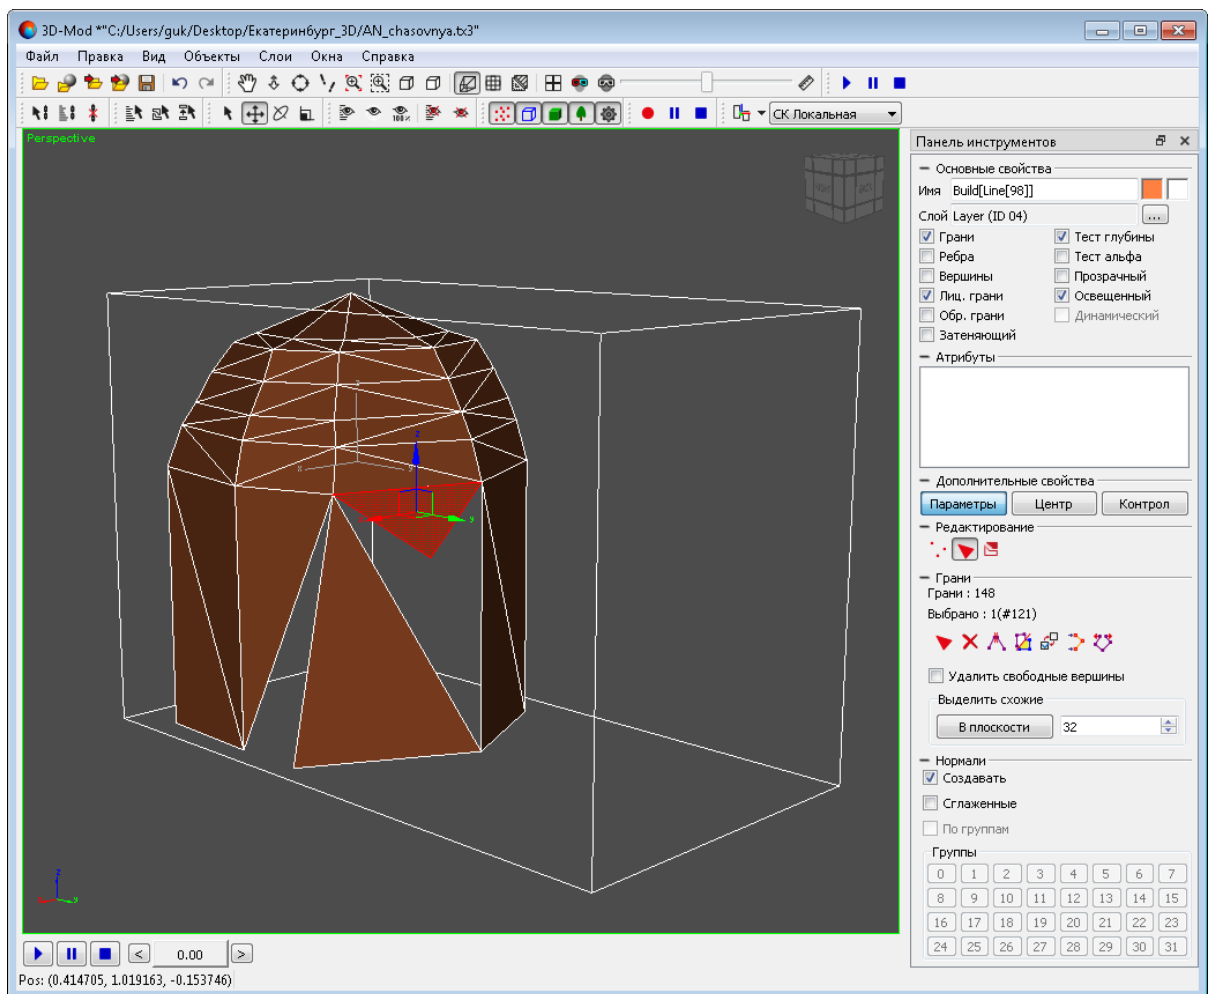 3D-Mod *"C:/Users/guk/Desktop/Екатеринбург_3D/AN_chasovnya.tx3"
Файл Правка Вид Объекты Слои Окна Справка
100% СК Локальная
Perspective
Панель инструментов
Основные свойства
Имя Build[Line[98]]
Слой Layer (ID 04) ...
Грани Тест глубины
Ребра Тест альфа
Вершины Прозрачный
Лиц. грани Освещенный
Обр. грани Динамический
Затеняющий
Атрибуты
Дополнительные свойства
Параметры Центр Контрол
Редактирование
Грани
Грани : 148
Выбрано : 1(#121)
Удалить свободные вершины
Выделить схожие
В плоскости 32
Нормали
Создавать
Сглаженные
По группам
Группы
0 1 2 3 4 5 6 7
8 9 10 11 12 13 14 15
16 17 18 19 20 21 22 23
24 25 26 27 28 29 30 31
z
x y
z
y
z
x y
< 0.00 >
Pos: (0.414705, 1.019163, -0.153746)